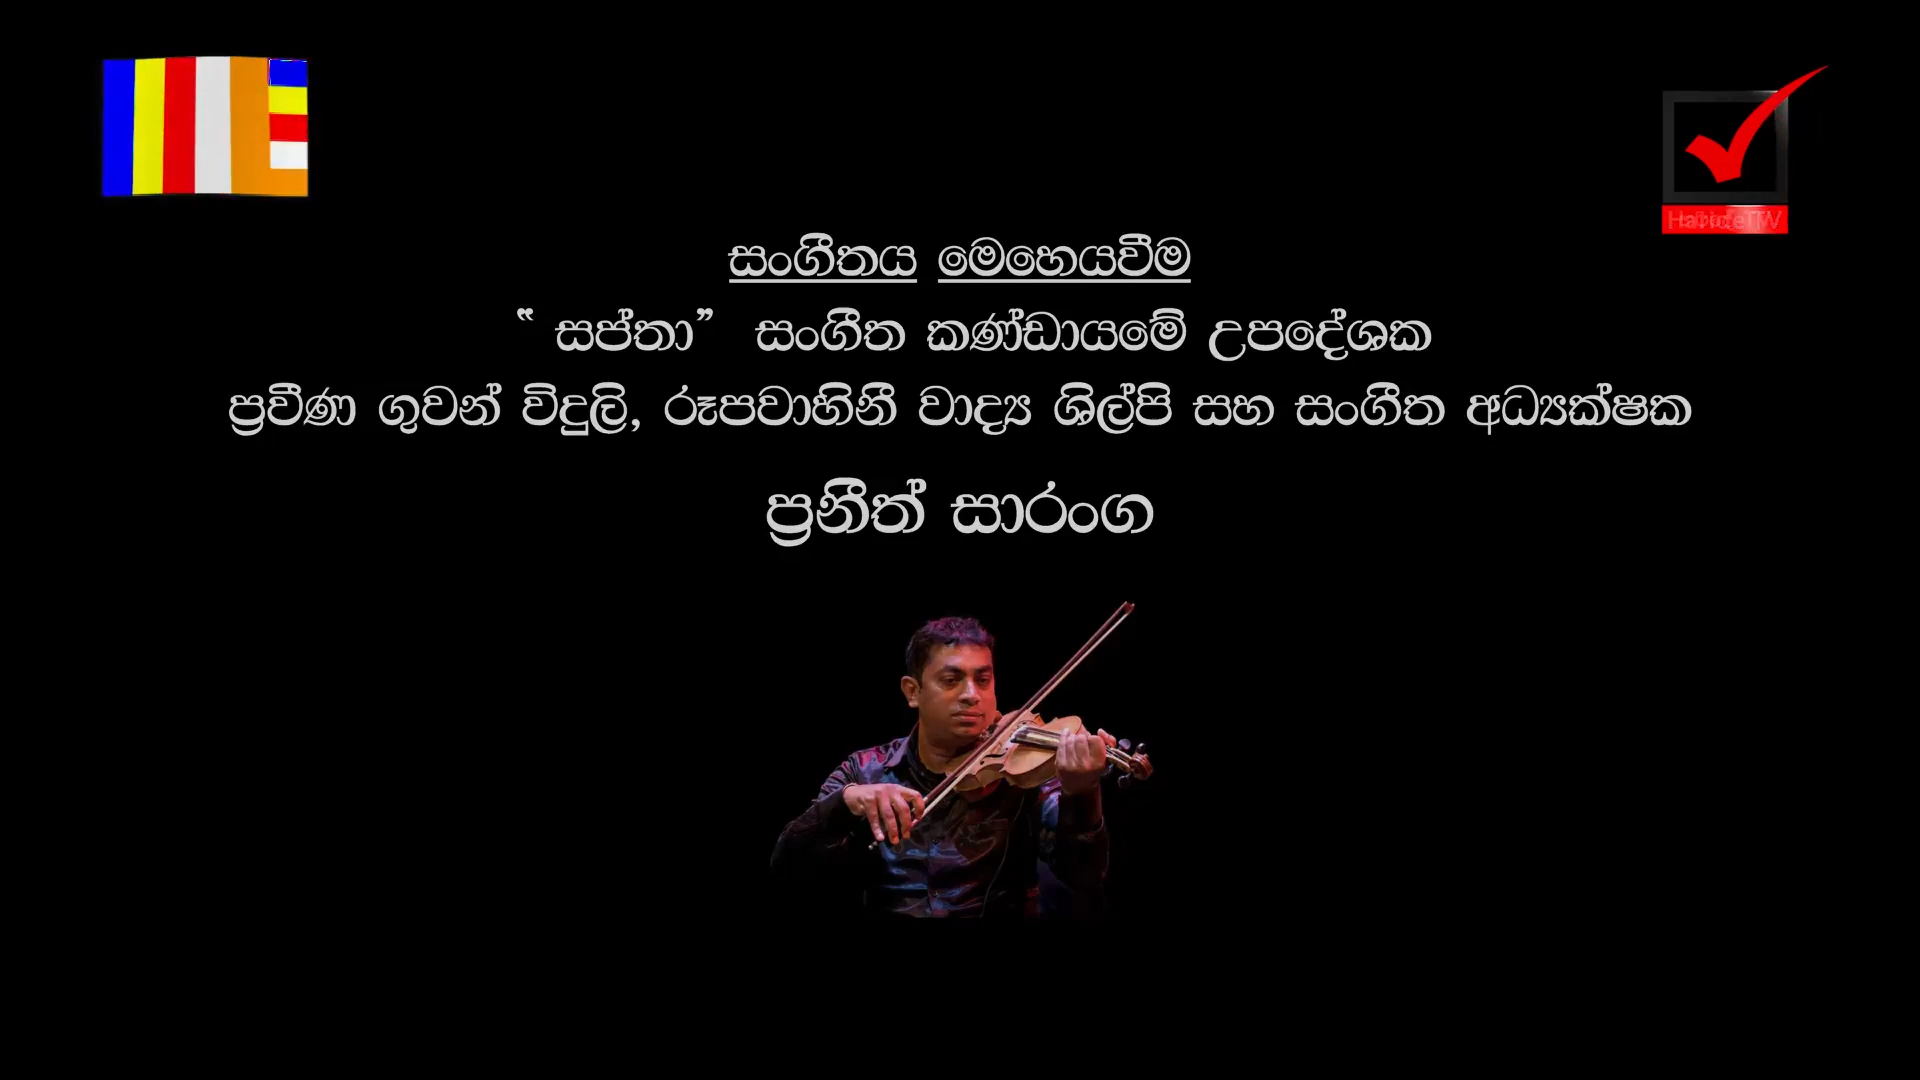 සංගීතය මෙහෙයවීම
“ සප්තා” සංගීත කණ්ඩායමේ උපදේශක
ප්‍රවීණ ගුවන් විදුලි, රූපවාහිනී වාද්‍ය ශිල්පී සහ සංගීත අධ්‍යක්ෂක
ප්‍රනීත් සාරංග